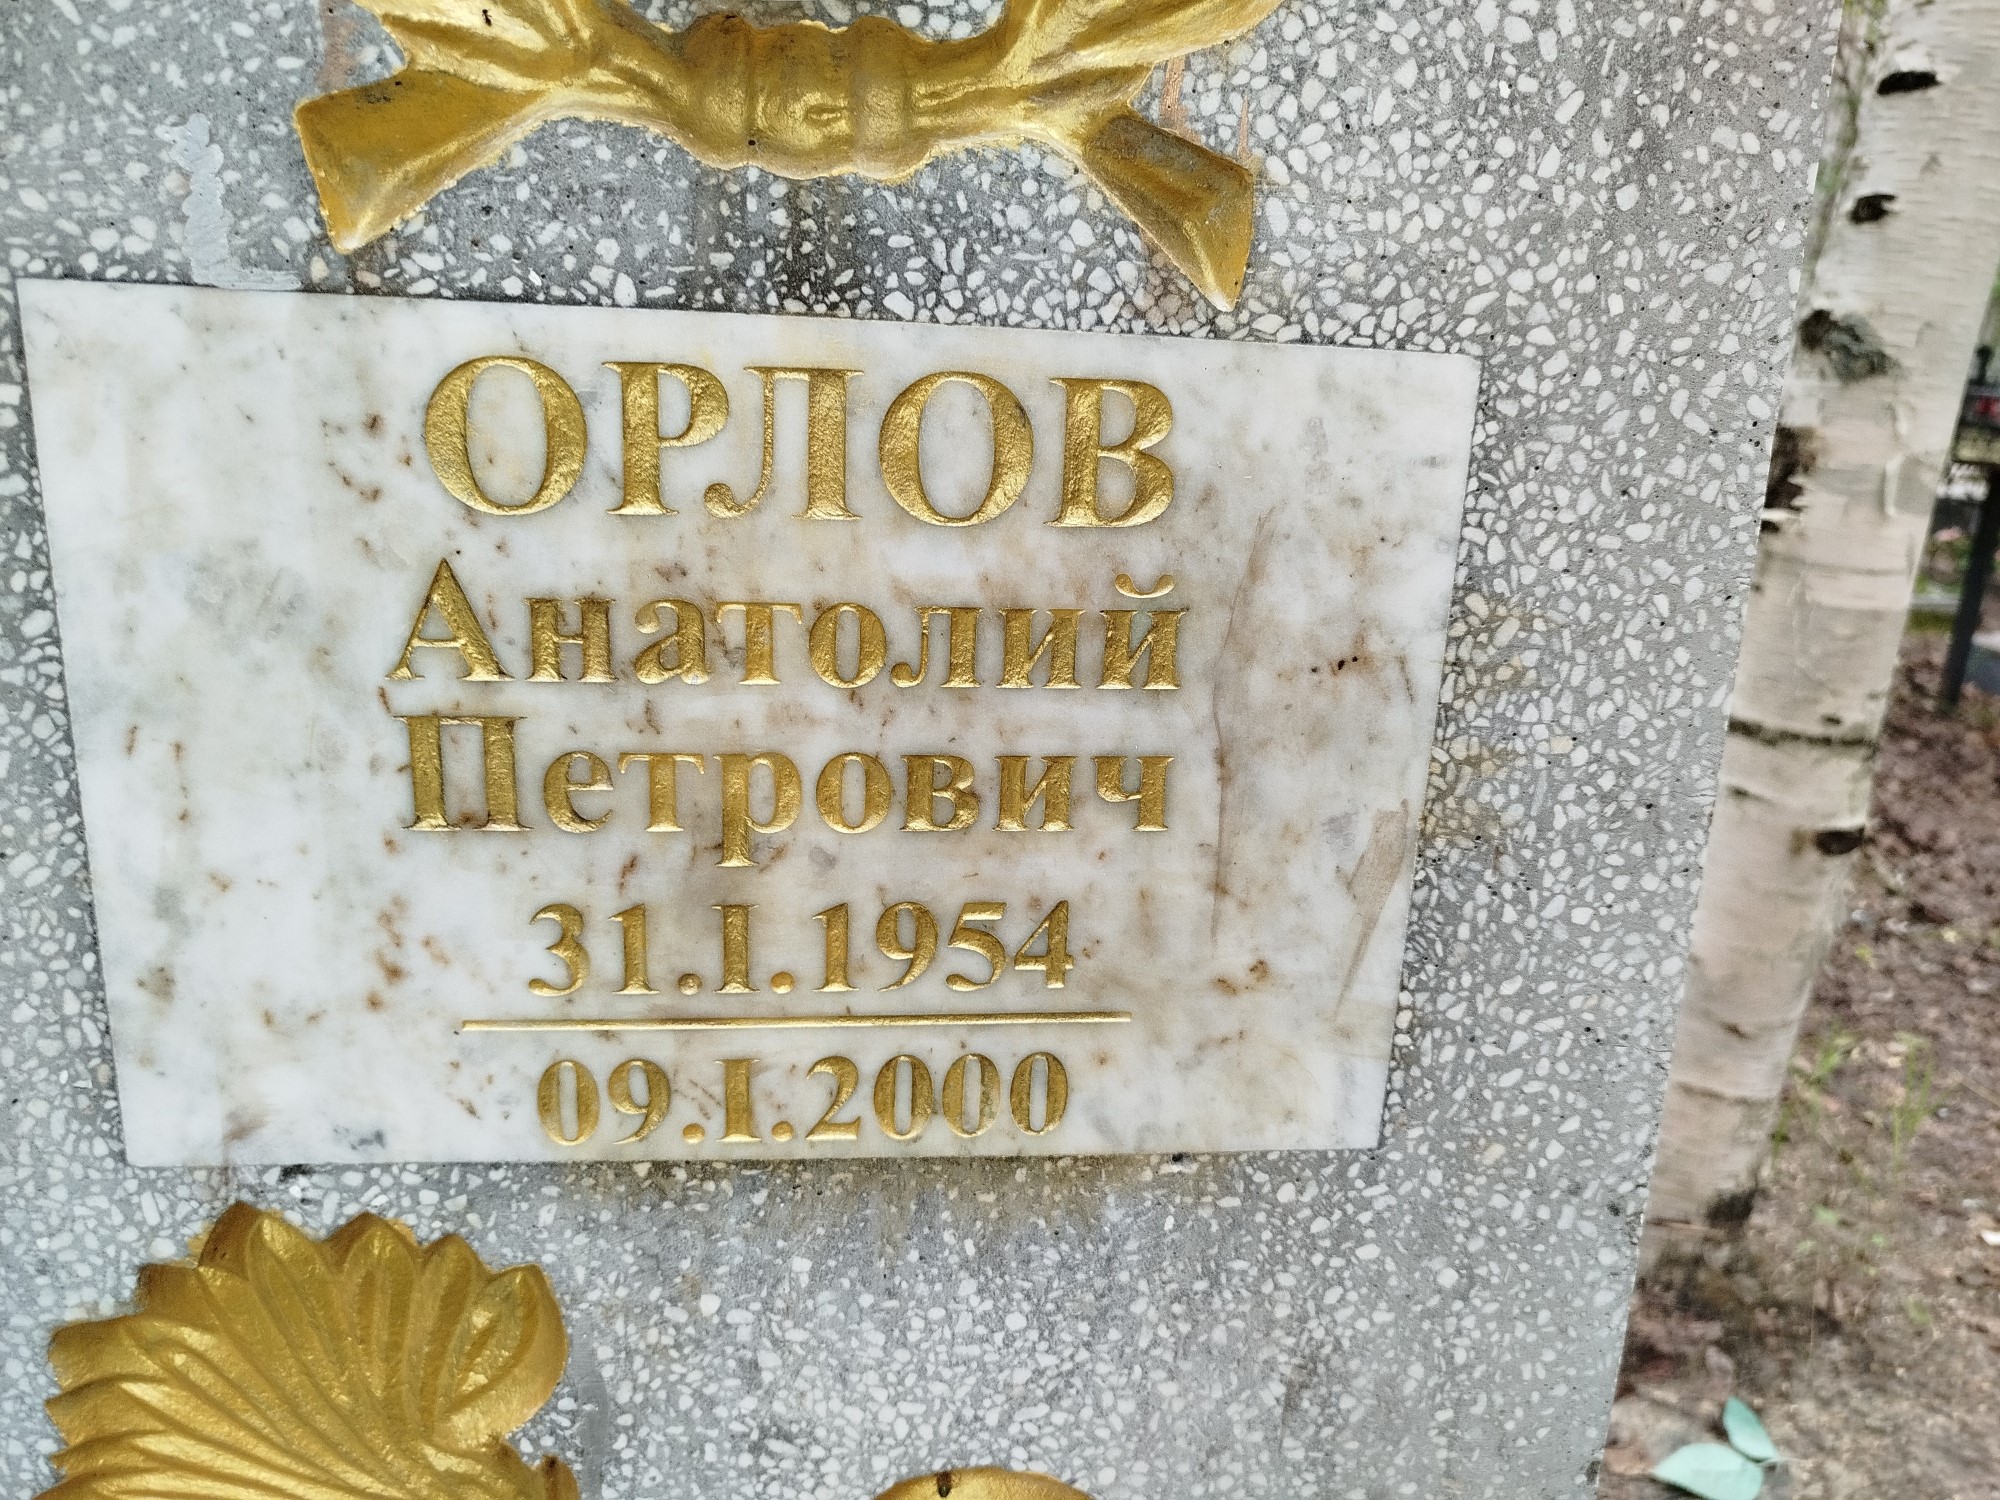 ОРЛОВ
Анатолий
Петрович
31.I.1954
09.I.2000